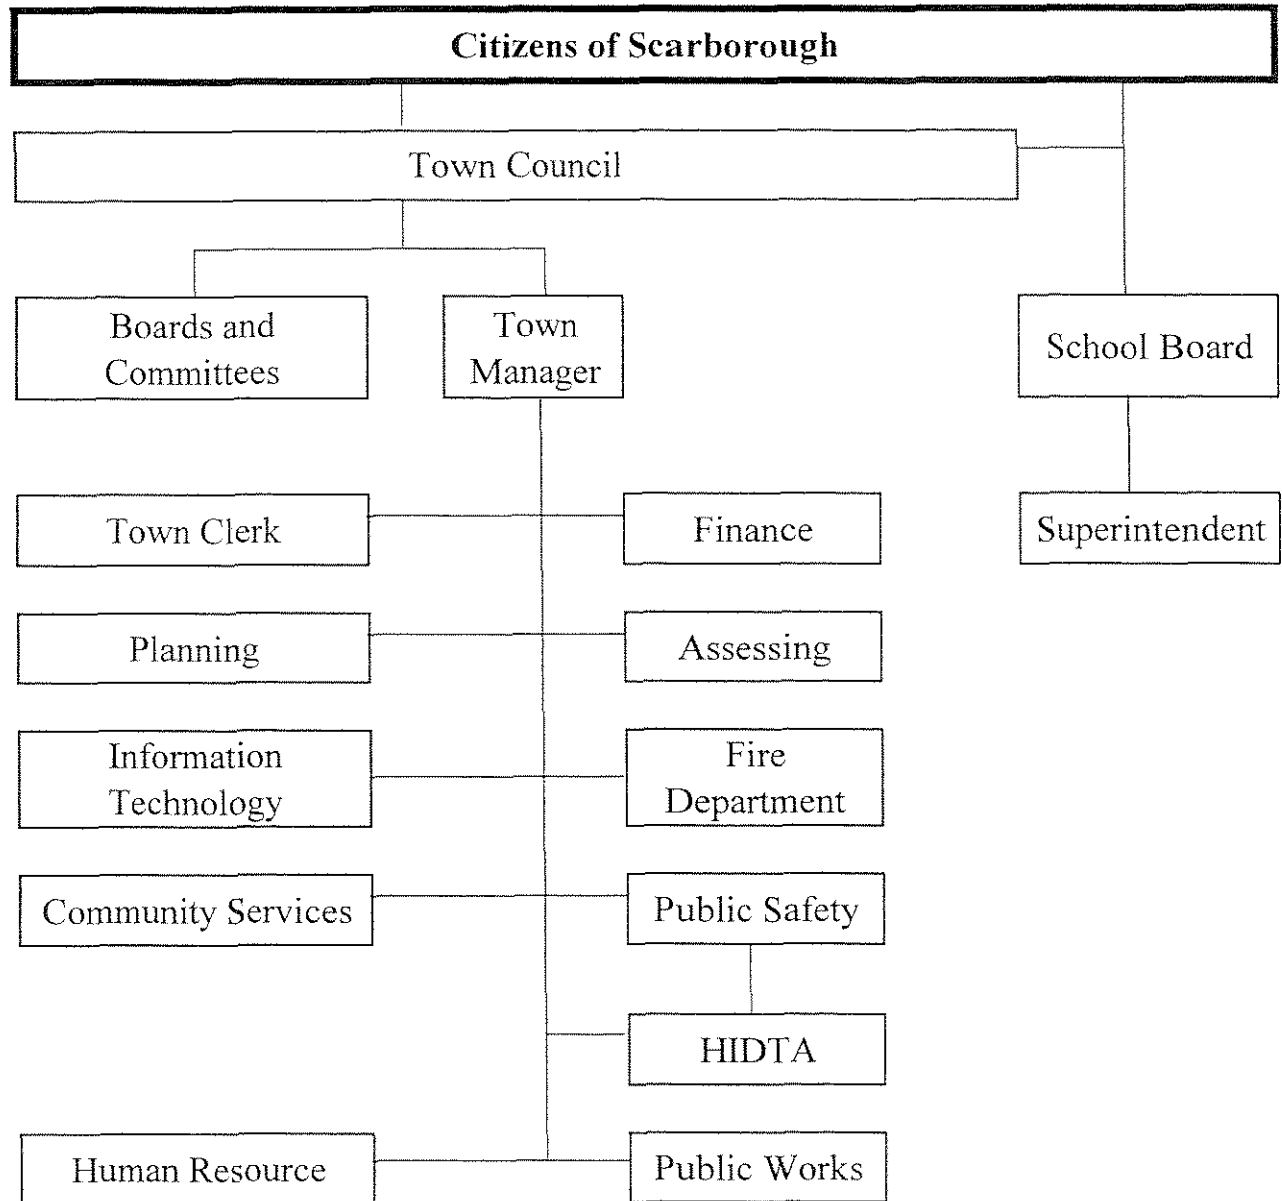 Citizens of Scarborough
Town Council
Boards and
Committees
Town
Manager
School Board
Town Clerk
Finance
Superintendent
Planning
Assessing
Information
Technology
Fire
Department
Community Services
Public Safety
HIDTA
Human Resource
Public Works